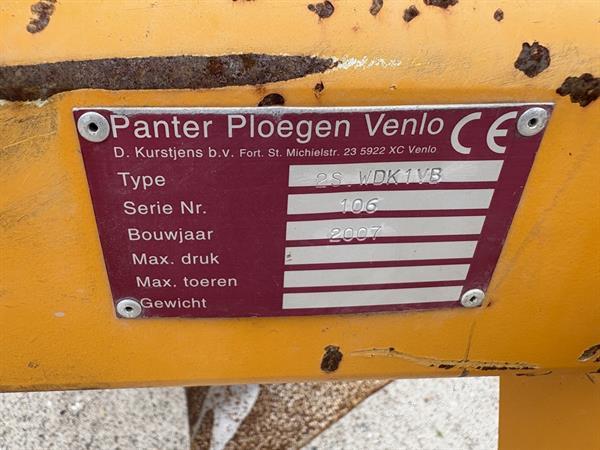 Panter Ploegen Venlo CE
D. Kurstjens b.v. Fort. St. Michielstr. 23 5922 XC Venlo
Type 2S.WDK1VB
Serie Nr. 106
Bouwjaar 2007
Max. druk
Max. toeren
Gewicht